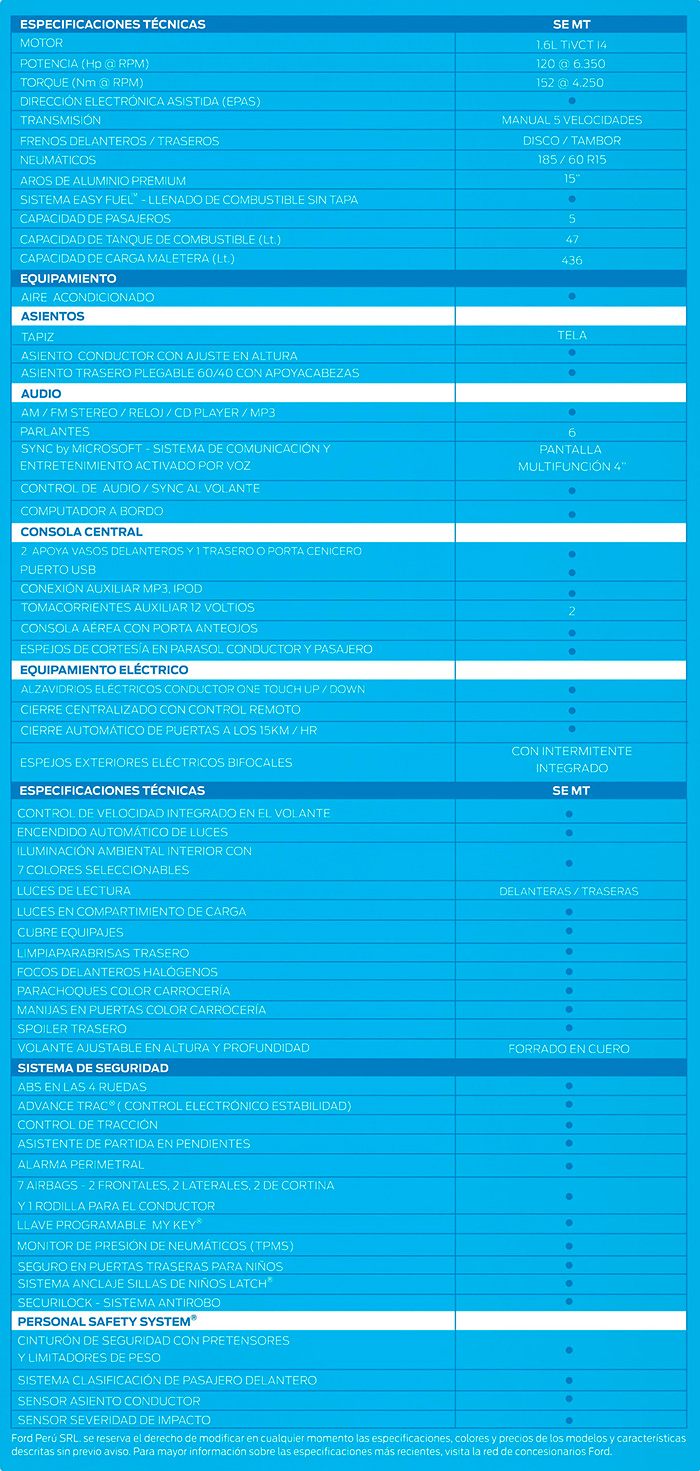 ESPECIFICACIONES TÉCNICAS SE MT
MOTOR 1.6L TiVCT I4
POTENCIA (Hp @ RPM) 120 @ 6.350
TORQUE (Nm @ RPM) 152 @ 4.250
DIRECCIÓN ELECTRÓNICA ASISTIDA (EPAS) •
TRANSMISIÓN MANUAL 5 VELOCIDADES
FRENOS DELANTEROS / TRASEROS DISCO / TAMBOR
NEUMÁTICOS 185 / 60 R15
AROS DE ALUMINIO PREMIUM 15"
SISTEMA EASY FUEL™ - LLENADO DE COMBUSTIBLE SIN TAPA •
CAPACIDAD DE PASAJEROS 5
CAPACIDAD DE TANQUE DE COMBUSTIBLE (Lt.) 47
CAPACIDAD DE CARGA MALETERA (Lt.) 436
EQUIPAMIENTO
AIRE ACONDICIONADO •
ASIENTOS
TAPIZ TELA
ASIENTO CONDUCTOR CON AJUSTE EN ALTURA •
ASIENTO TRASERO PLEGABLE 60/40 CON APOYACABEZAS •
AUDIO
AM / FM STEREO / RELOJ / CD PLAYER / MP3 •
PARLANTES 6
SYNC by MICROSOFT - SISTEMA DE COMUNICACIÓN Y PANTALLA
ENTRETENIMIENTO ACTIVADO POR VOZ MULTIFUNCIÓN 4"
CONTROL DE AUDIO / SYNC AL VOLANTE •
COMPUTADOR A BORDO •
CONSOLA CENTRAL
2 APOYA VASOS DELANTEROS Y 1 TRASERO O PORTA CENICERO •
PUERTO USB •
CONEXIÓN AUXILIAR MP3, IPOD •
TOMACORRIENTES AUXILIAR 12 VOLTIOS 2
CONSOLA AÉREA CON PORTA ANTEOJOS •
ESPEJOS DE CORTESÍA EN PARASOL CONDUCTOR Y PASAJERO •
EQUIPAMIENTO ELÉCTRICO
ALZAVIDRIOS ELÉCTRICOS CONDUCTOR ONE TOUCH UP / DOWN •
CIERRE CENTRALIZADO CON CONTROL REMOTO •
CIERRE AUTOMÁTICO DE PUERTAS A LOS 15KM / HR •
ESPEJOS EXTERIORES ELÉCTRICOS BIFOCALES CON INTERMITENTE
INTEGRADO
ESPECIFICACIONES TÉCNICAS SE MT
CONTROL DE VELOCIDAD INTEGRADO EN EL VOLANTE •
ENCENDIDO AUTOMÁTICO DE LUCES •
ILUMINACIÓN AMBIENTAL INTERIOR CON
7 COLORES SELECCIONABLES •
LUCES DE LECTURA DELANTERAS / TRASERAS
LUCES EN COMPARTIMIENTO DE CARGA •
CUBRE EQUIPAJES •
LIMPIAPARABRISAS TRASERO •
FOCOS DELANTEROS HALÓGENOS •
PARACHOQUES COLOR CARROCERÍA •
MANIJAS EN PUERTAS COLOR CARROCERÍA •
SPOILER TRASERO •
VOLANTE AJUSTABLE EN ALTURA Y PROFUNDIDAD FORRADO EN CUERO
SISTEMA DE SEGURIDAD
ABS EN LAS 4 RUEDAS •
ADVANCE TRAC® ( CONTROL ELECTRÓNICO ESTABILIDAD) •
CONTROL DE TRACCIÓN •
ASISTENTE DE PARTIDA EN PENDIENTES •
ALARMA PERIMETRAL •
7 AIRBAGS - 2 FRONTALES, 2 LATERALES, 2 DE CORTINA
Y 1 RODILLA PARA EL CONDUCTOR •
LLAVE PROGRAMABLE MY KEY® •
MONITOR DE PRESIÓN DE NEUMÁTICOS (TPMS) •
SEGURO EN PUERTAS TRASERAS PARA NIÑOS •
SISTEMA ANCLAJE SILLAS DE NIÑOS LATCH® •
SECURILOCK - SISTEMA ANTIROBO •
PERSONAL SAFETY SYSTEM®
CINTURÓN DE SEGURIDAD CON PRETENSORES
Y LIMITADORES DE PESO •
SISTEMA CLASIFICACIÓN DE PASAJERO DELANTERO •
SENSOR ASIENTO CONDUCTOR •
SENSOR SEVERIDAD DE IMPACTO •
Ford Perú SRL. se reserva el derecho de modificar en cualquier momento las especificaciones, colores y precios de los modelos y características
descritas sin previo aviso. Para mayor información sobre las especificaciones más recientes, visita la red de concesionarios Ford.